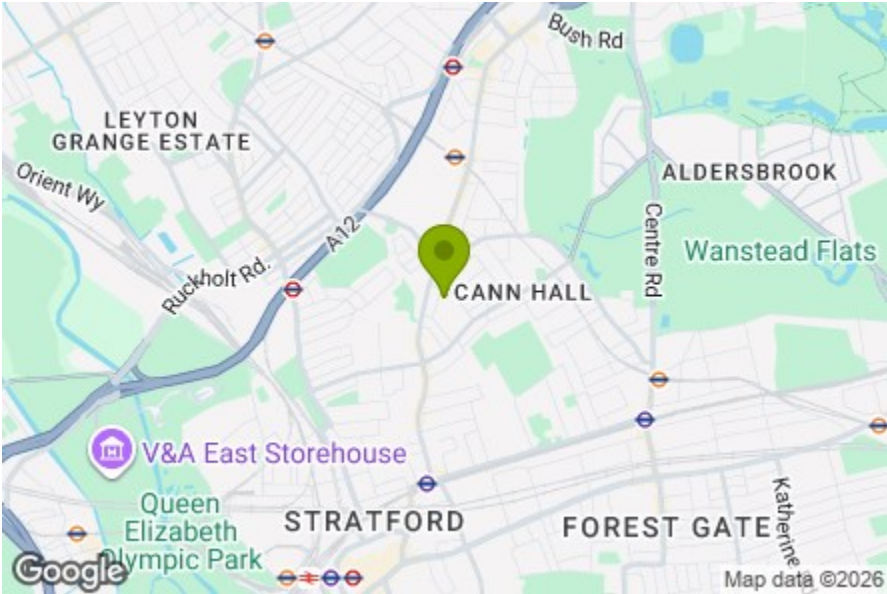 Bush Rd
LEYTON
GRANGE ESTATE
ALDERSBROOK
Orient Wy
A12
Centre Rd
Wanstead Flats
Ruckholt Rd.
CANN HALL
V&A East Storehouse
Queen
Elizabeth
Olympic Park
STRATFORD
FOREST GATE
Katherine
Google
Map data ©2026